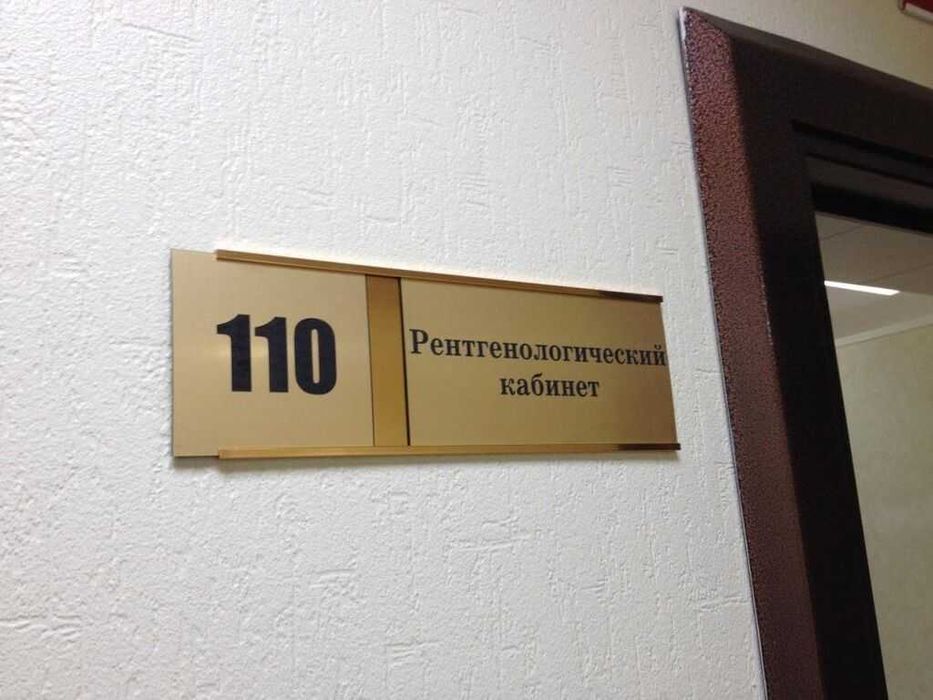 110
Рентгенологический
кабинет